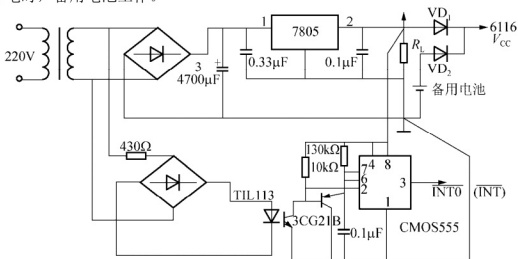 电时，备用电池工作。
220V
1
7805
2
VD₁
6116
V_CC
3
+
4700μF
0.33μF
0.1μF
R_L
VD₂
备用电池
430Ω
TIL113
3CG21B
130kΩ
10kΩ
7
6
2
4
8
3
1
0.1μF
CMOS555
INT0
(INT)